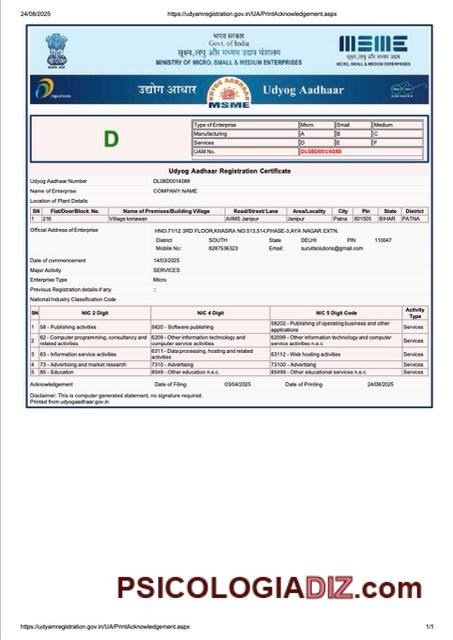 24/08/2025 https://udyamregistration.gov.in/UA/PrintAcknowledgement.aspx
भारत सरकार
Govt. of India
सूक्ष्म,लघु और मध्यम उद्यम मंत्रालय
MINISTRY OF MICRO, SMALL & MEDIUM ENTERPRISES
MICRO, SMALL & MEDIUM ENTERPRISES
Digital India
उद्योग आधार
UDYOG AADHAAR
MSME
Udyog Aadhaar
D
Type of Enterprise Micro Small Medium
Manufacturing A B C
Services D E F
UAM No. DL08D0014088
Udyog Aadhaar Registration Certificate
Udyog Aadhaar Number DL08D0014088
Name of Enterprise COMPANY NAME
Location of Plant Details
SN Flat/Door/Block No. Name of Premises/Building Village Road/Street/Lane Area/Locality City Pin State District
1 216 Village koriawan AIIMS Janipur Janipur Patna 801505 BIHAR PATNA
Official Address of Enterprise HNO.71/12 3RD FLOOR,KHASRA NO.513,514,PHASE-3,AYA NAGAR EXTN.
District SOUTH State DELHI PIN 110047
Mobile No: 8287536323 Email: surultsolutions@gmail.com
Date of commencement 14/03/2025
Major Activity SERVICES
Enterprise Type Micro
Previous Registration details-if any ::
National Industry Classification Code
SN NIC 2 Digit NIC 4 Digit NIC 5 Digit Code Activity Type
1 58 - Publishing activities 5820 - Software publishing 58202 - Publishing of operating business and other applications Services
2 62 - Computer programming, consultancy and related activities 6209 - Other information technology and computer service activities 62099 - Other information technology and computer service activities n.e.c Services
3 63 - Information service activities 6311 - Data processing, hosting and related activities 63112 - Web hosting activities Services
4 73 - Advertising and market research 7310 - Advertising 73100 - Advertising Services
5 85 - Education 8549 - Other education n.e.c. 85499 - Other educational services n.e.c. Services
Acknowledgement Date of Filing 03/04/2025 Date of Printing 24/08/2025
Disclaimer: This is computer generated statement, no signature required.
Printed from udyogaadhaar.gov.in
PSICOLOGIADIZ.com
https://udyamregistration.gov.in/UA/PrintAcknowledgement.aspx 1/1